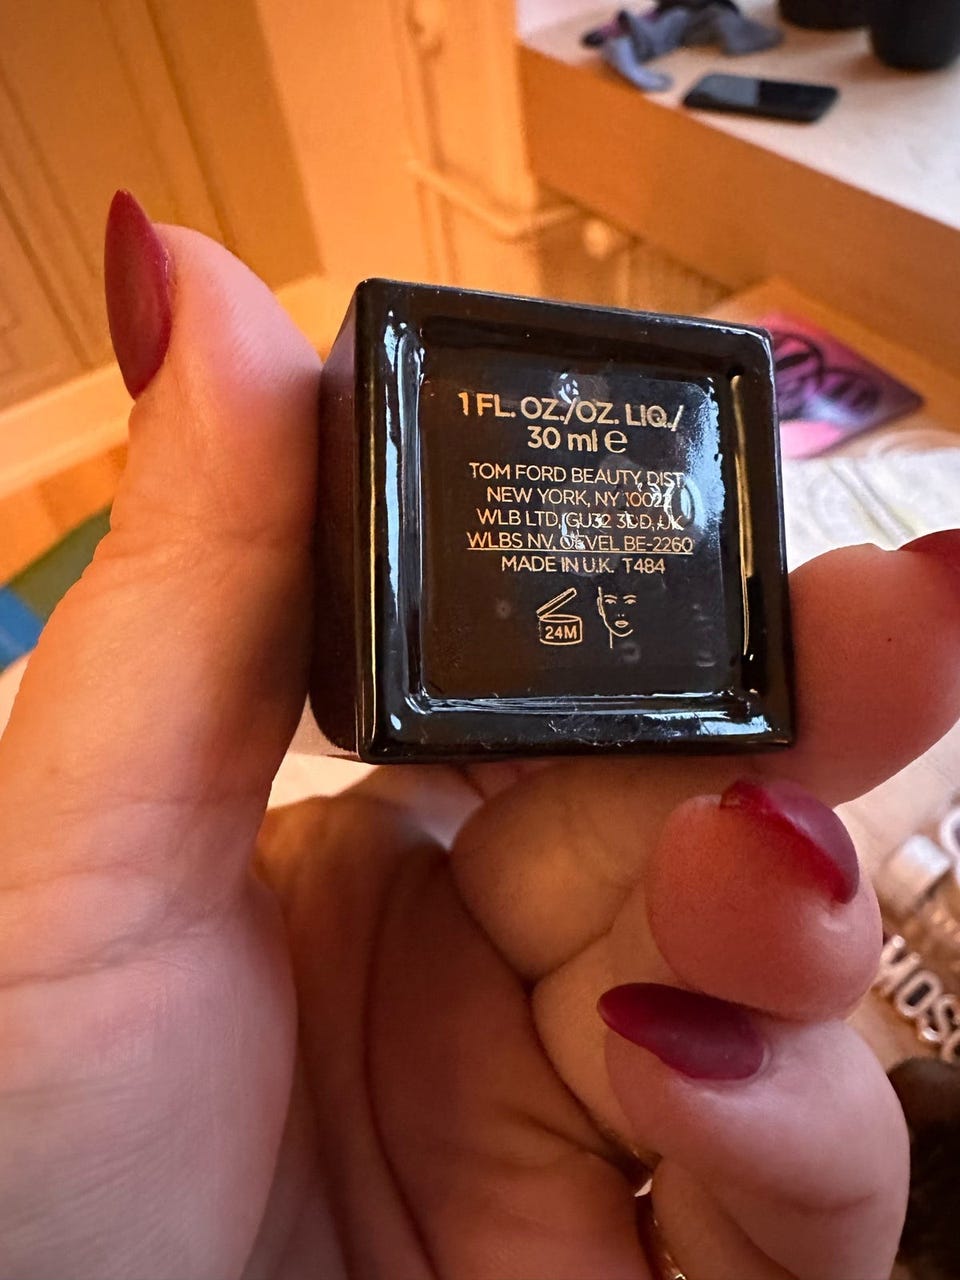 1 FL. OZ./OZ. LIQ./
30 ml e
TOM FORD BEAUTY, DIST.
NEW YORK, NY 10022
WLB LTD, GU32 3DD, UK
WLBS NV, OEVEL BE-2260
MADE IN U.K. T484
24M